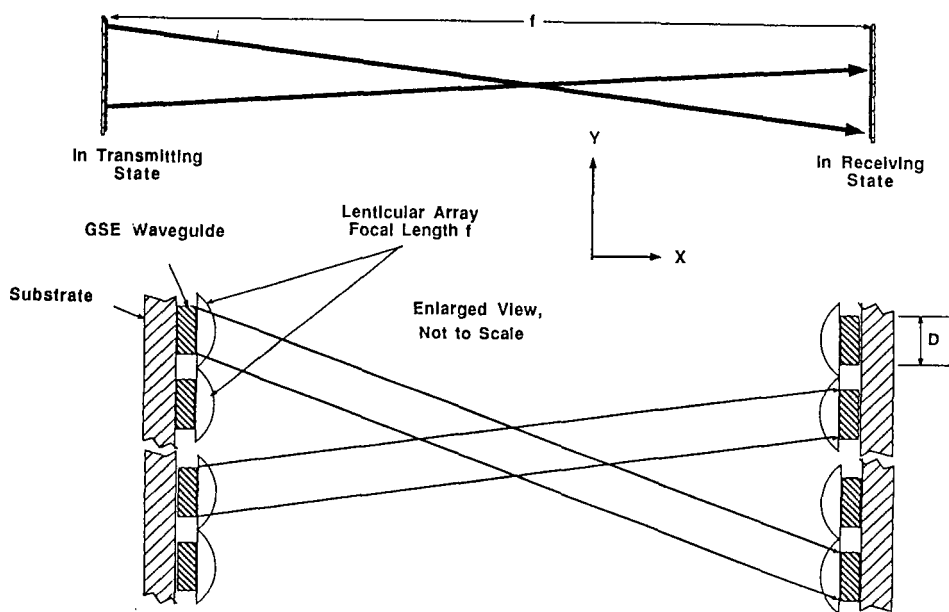 f
In Transmitting
State
Y
In Receiving
State
Lenticular Array
Focal Length f
GSE Waveguide
X
Substrate
Enlarged View,
Not to Scale
D